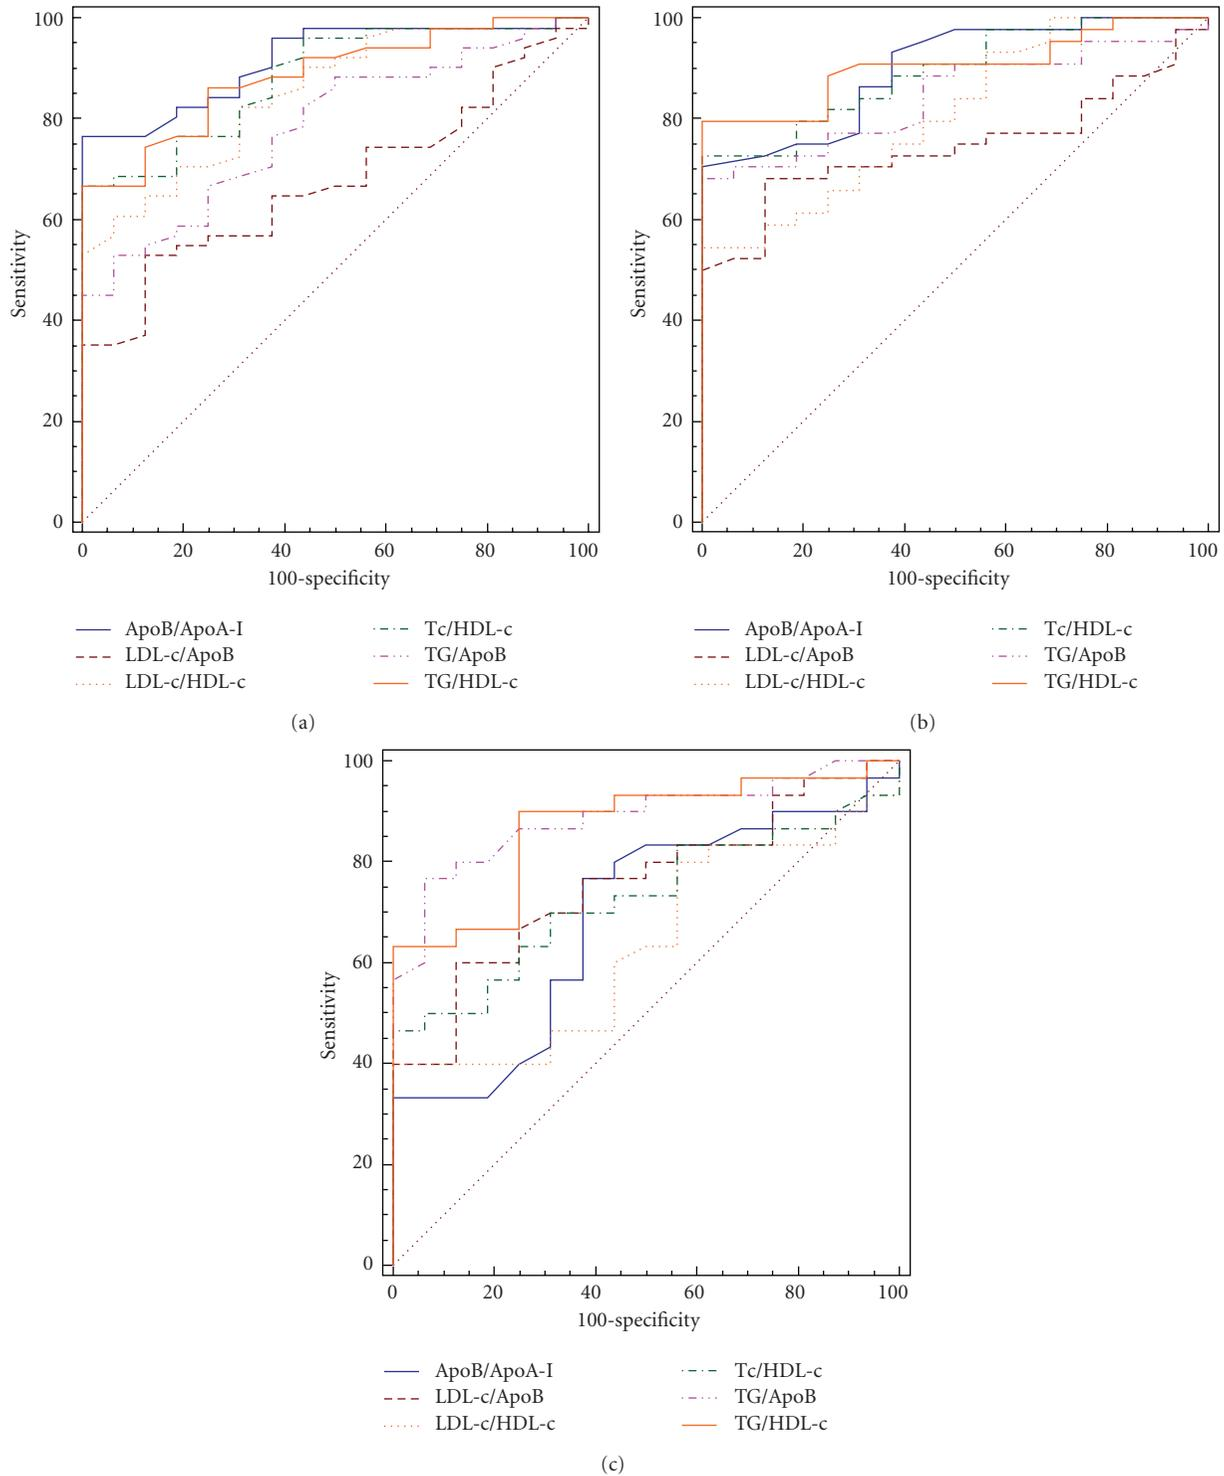 100
80
60
40
20
0
Sensitivity
0 20 40 60 80 100
100-specificity
ApoB/ApoA-I
LDL-c/ApoB
LDL-c/HDL-c
Tc/HDL-c
TG/ApoB
TG/HDL-c
(a)
100
80
60
40
20
0
Sensitivity
0 20 40 60 80 100
100-specificity
ApoB/ApoA-I
LDL-c/ApoB
LDL-c/HDL-c
Tc/HDL-c
TG/ApoB
TG/HDL-c
(b)
100
80
60
40
20
0
Sensitivity
0 20 40 60 80 100
100-specificity
ApoB/ApoA-I
LDL-c/ApoB
LDL-c/HDL-c
Tc/HDL-c
TG/ApoB
TG/HDL-c
(c)